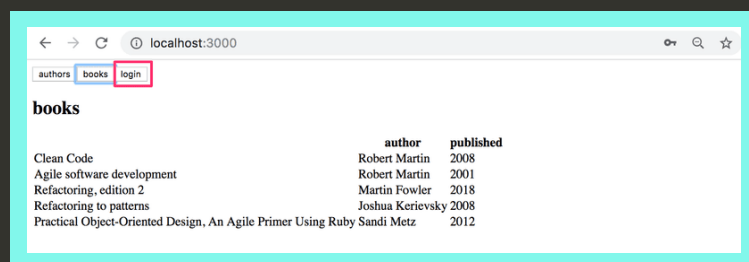 localhost:3000
authors books login
books
author published
Clean Code Robert Martin 2008
Agile software development Robert Martin 2001
Refactoring, edition 2 Martin Fowler 2018
Refactoring to patterns Joshua Kerievsky 2008
Practical Object-Oriented Design, An Agile Primer Using Ruby Sandi Metz 2012